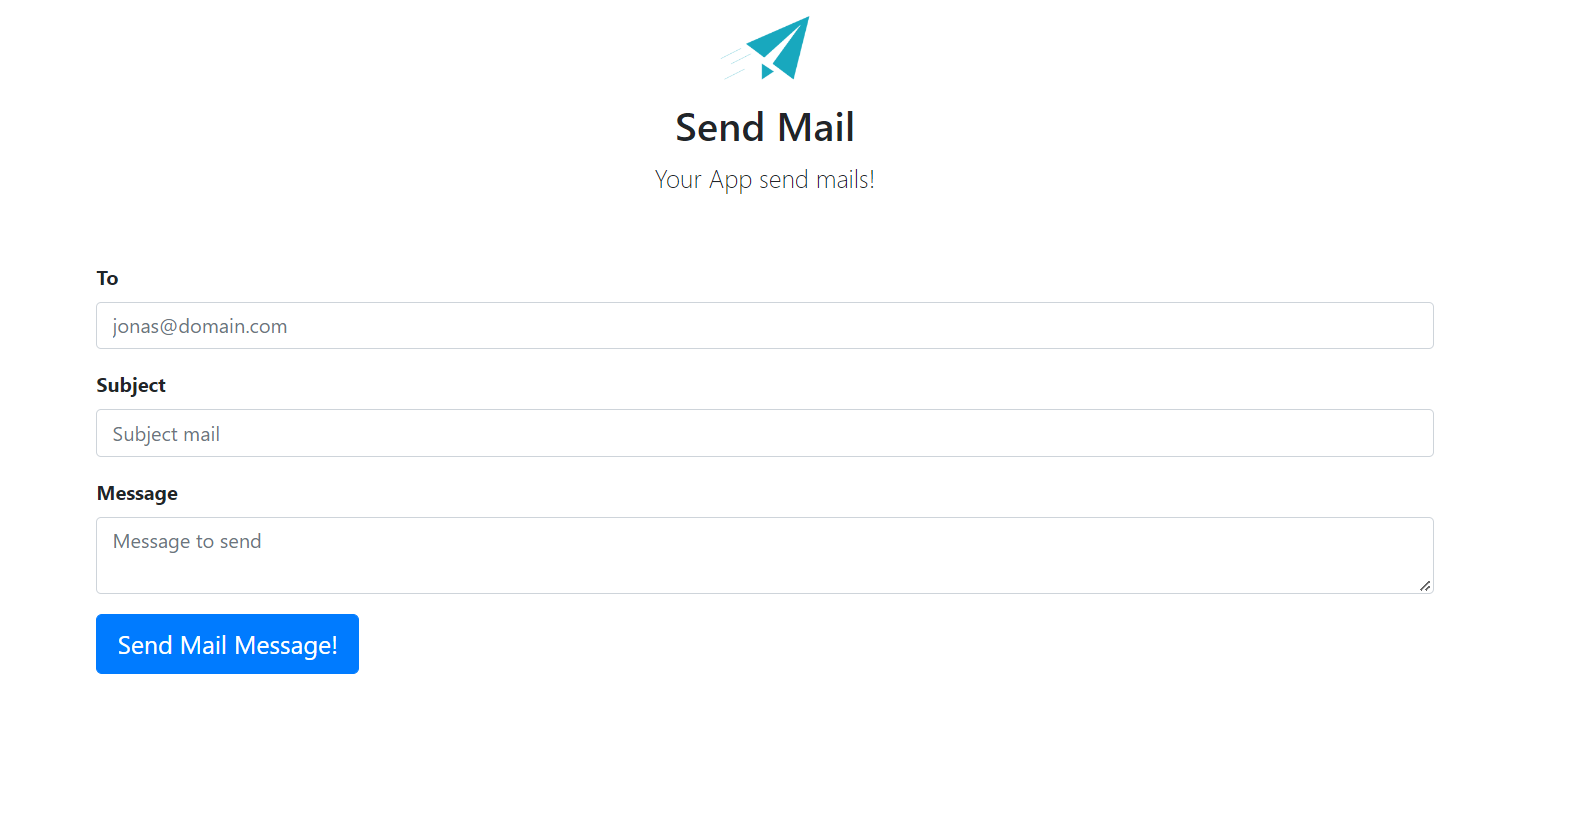 Send Mail
Your App send mails!
To
jonas@domain.com
Subject
Subject mail
Message
Message to send
Send Mail Message!